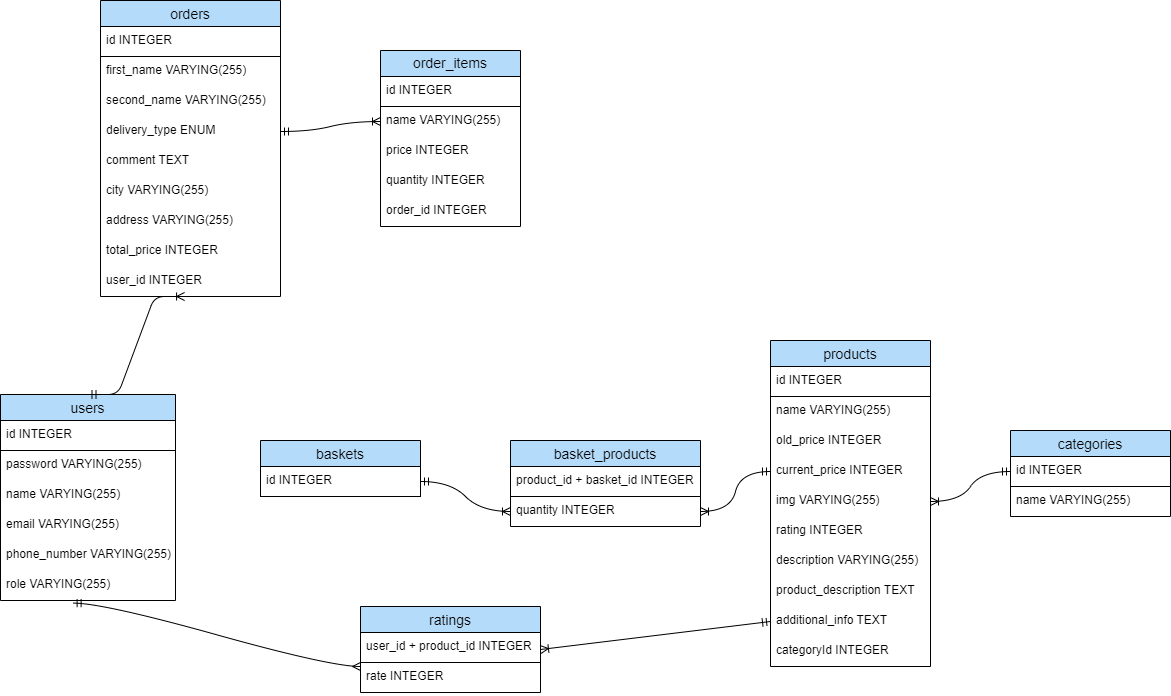 orders
id INTEGER
first_name VARYING(255)
second_name VARYING(255)
delivery_type ENUM
comment TEXT
city VARYING(255)
address VARYING(255)
total_price INTEGER
user_id INTEGER
order_items
id INTEGER
name VARYING(255)
price INTEGER
quantity INTEGER
order_id INTEGER
users
id INTEGER
password VARYING(255)
name VARYING(255)
email VARYING(255)
phone_number VARYING(255)
role VARYING(255)
baskets
id INTEGER
basket_products
product_id + basket_id INTEGER
quantity INTEGER
products
id INTEGER
name VARYING(255)
old_price INTEGER
current_price INTEGER
img VARYING(255)
rating INTEGER
description VARYING(255)
product_description TEXT
additional_info TEXT
categoryId INTEGER
categories
id INTEGER
name VARYING(255)
ratings
user_id + product_id INTEGER
rate INTEGER